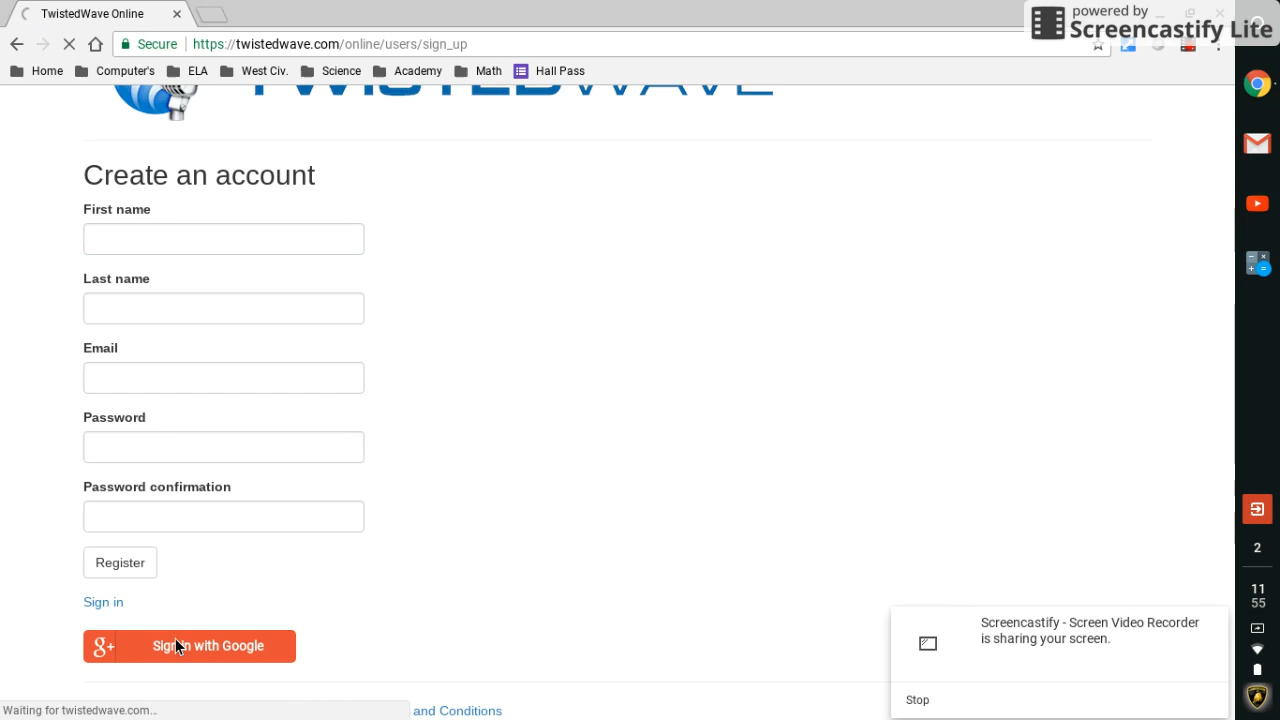 TwistedWave Online
powered by
Screencastify Lite
Secure
https://twistedwave.com/online/users/sign_up
Home
Computer's
ELA
West Civ.
Science
Academy
Math
Hall Pass
TWISTEDWAVE
Create an account
First name
Last name
Email
Password
Password confirmation
Register
Sign in
g+ Sign in with Google
Screencastify - Screen Video Recorder
is sharing your screen.
Stop
2
11
55
Waiting for twistedwave.com...
and Conditions